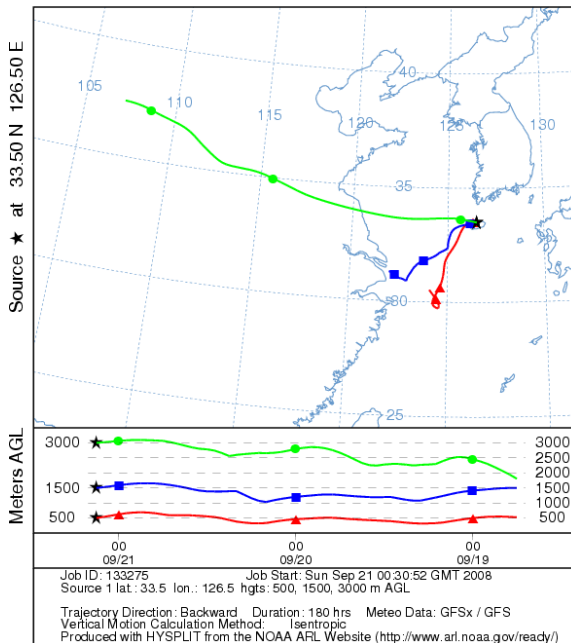 Source ★ at 33.50 N 126.50 E
105
110
115
120
125
130
40
35
30
25
Meters AGL
3000
1500
500
3000
2500
2000
1500
1000
500
00 00 00
09/21 09/20 09/19
Job ID: 133275 Job Start: Sun Sep 21 00:30:52 GMT 2008
Source 1 lat.: 33.5 lon.: 126.5 hgts: 500, 1500, 3000 m AGL
Trajectory Direction: Backward Duration: 180 hrs Meteo Data: GFSx / GFS
Vertical Motion Calculation Method: Isentropic
Produced with HYSPLIT from the NOAA ARL Website (http://www.arl.noaa.gov/ready/)